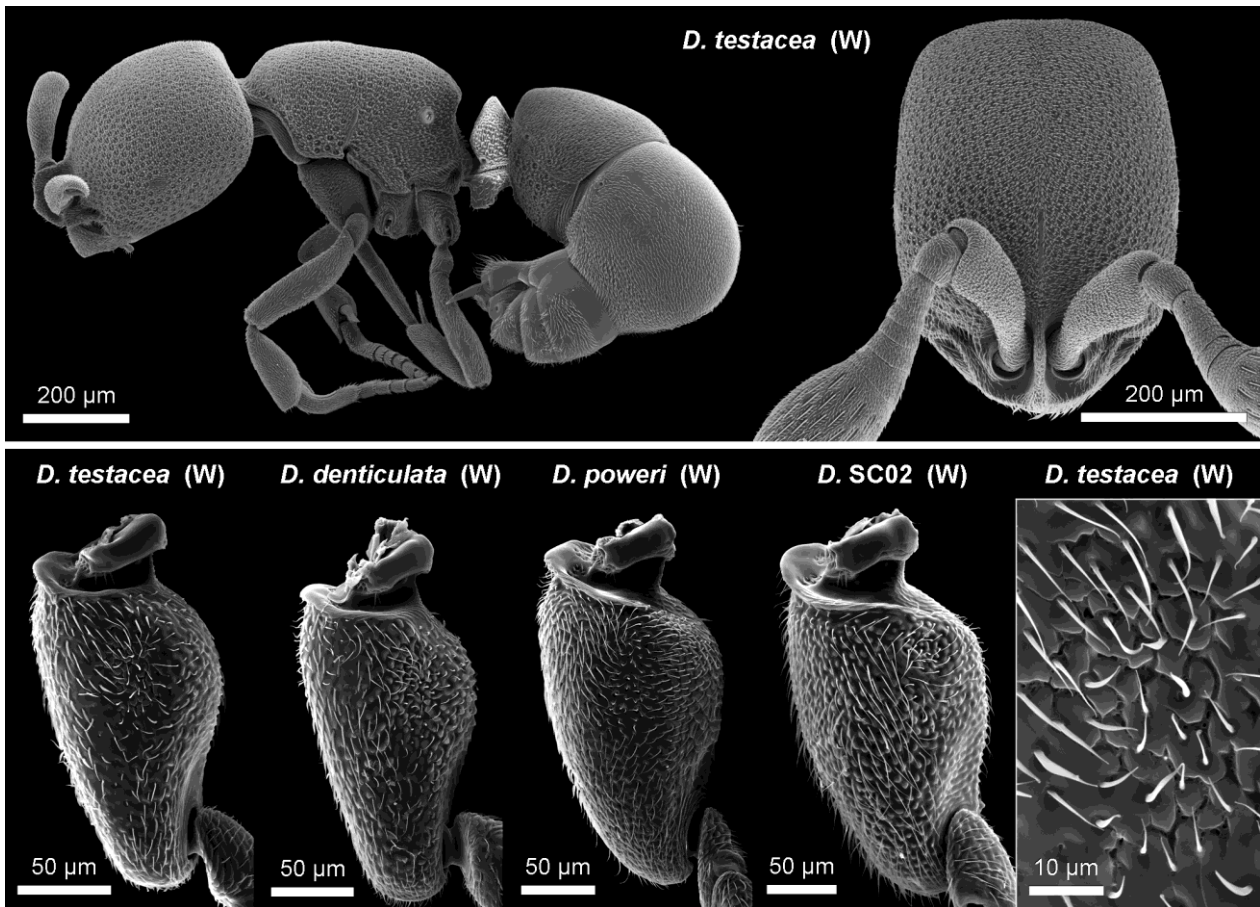 D. testacea (W)
200 µm
200 µm
D. testacea (W)
D. denticulata (W)
D. poweri (W)
D. SC02 (W)
D. testacea (W)
50 µm
50 µm
50 µm
50 µm
10 µm